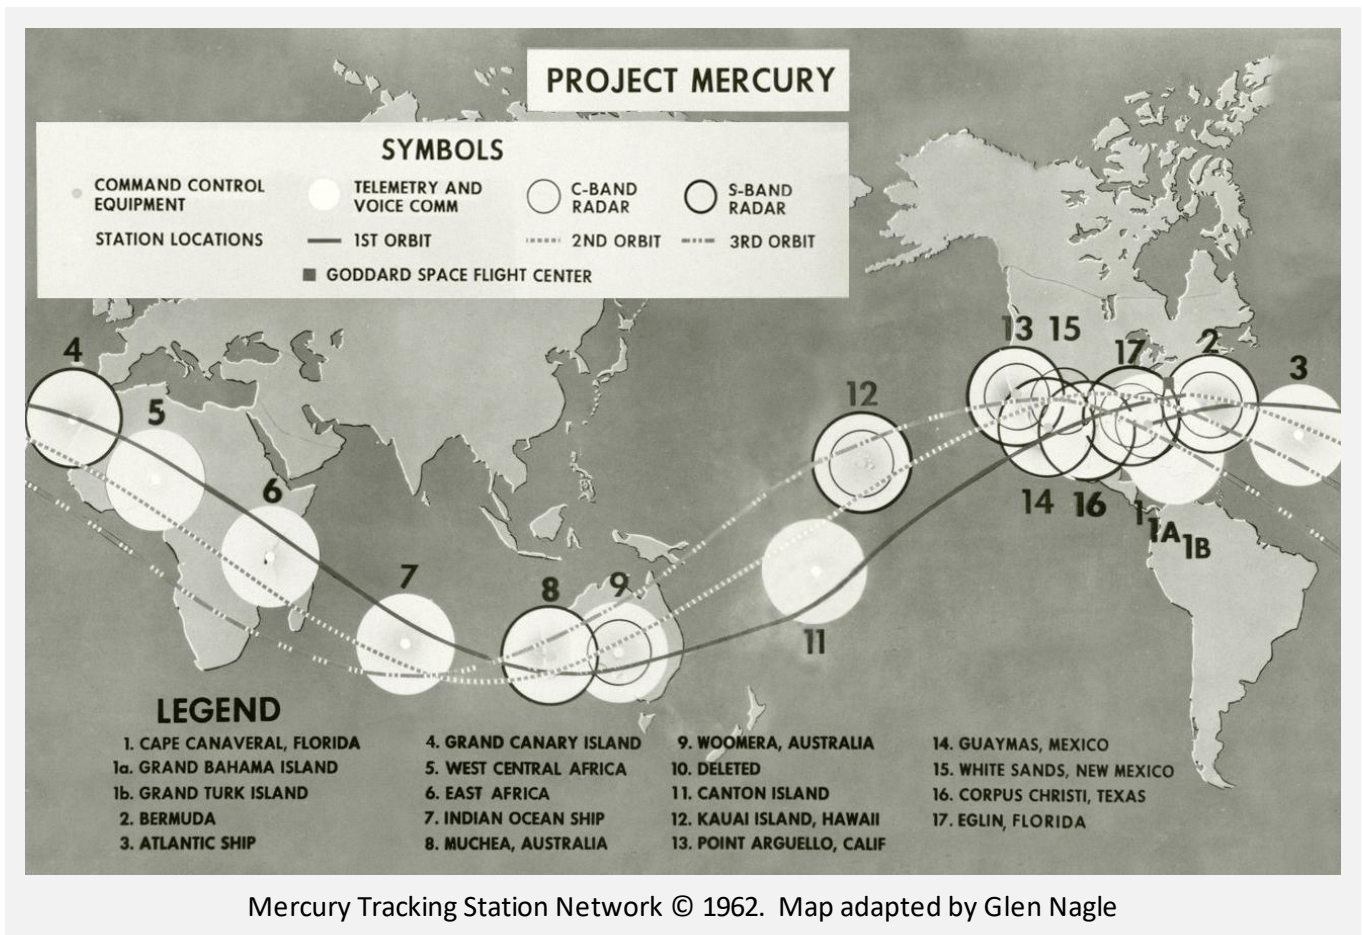 PROJECT MERCURY
SYMBOLS
COMMAND CONTROL
EQUIPMENT
TELEMETRY AND
VOICE COMM
C-BAND
RADAR
S-BAND
RADAR
STATION LOCATIONS
1ST ORBIT
2ND ORBIT
3RD ORBIT
GODDARD SPACE FLIGHT CENTER
4
5
6
7
8
9
11
12
13
15
17
2
3
14
16
1
1A
1B
LEGEND
1. CAPE CANAVERAL, FLORIDA
1a. GRAND BAHAMA ISLAND
1b. GRAND TURK ISLAND
2. BERMUDA
3. ATLANTIC SHIP
4. GRAND CANARY ISLAND
5. WEST CENTRAL AFRICA
6. EAST AFRICA
7. INDIAN OCEAN SHIP
8. MUCHEA, AUSTRALIA
9. WOOMERA, AUSTRALIA
10. DELETED
11. CANTON ISLAND
12. KAUAI ISLAND, HAWAII
13. POINT ARGUELLO, CALIF
14. GUAYMAS, MEXICO
15. WHITE SANDS, NEW MEXICO
16. CORPUS CHRISTI, TEXAS
17. EGLIN, FLORIDA
Mercury Tracking Station Network © 1962. Map adapted by Glen Nagle